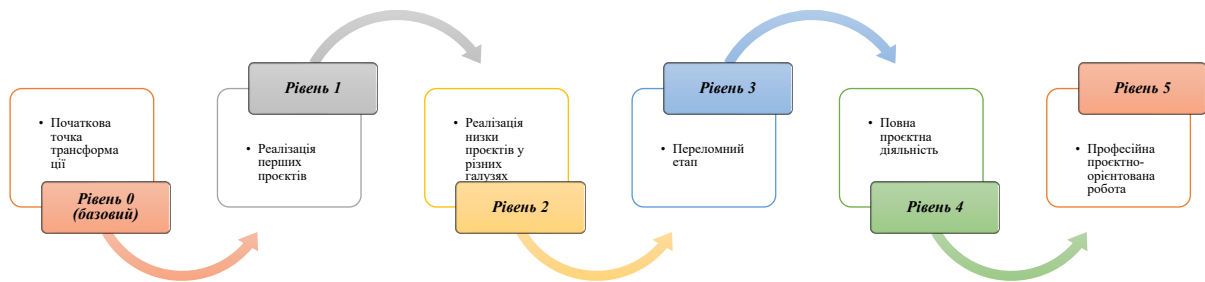 • Початкова
точка
трансформа
ції
Рівень 0
(базовий)
Рівень 1
• Реалізація
перших
проєктів
• Реалізація
низки
проєктів у
різних
галузях
Рівень 2
Рівень 3
• Переломний
етап
• Повна
проєктна
діяльність
Рівень 4
Рівень 5
• Професійна
проєктно-
орієнтована
робота